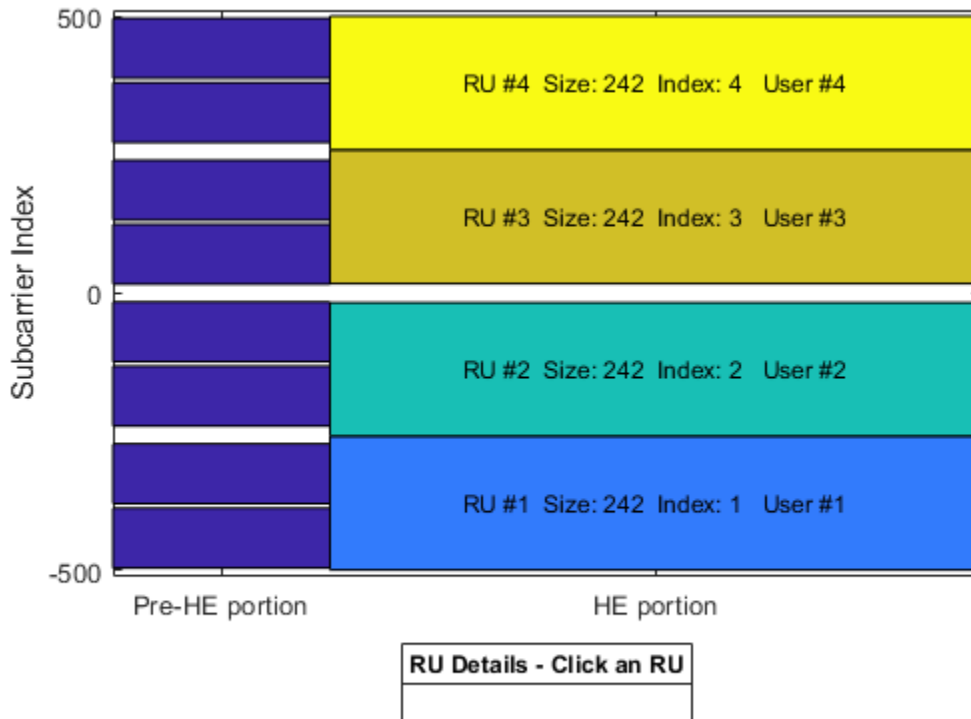 500
RU #4 Size: 242 Index: 4 User #4
RU #3 Size: 242 Index: 3 User #3
Subcarrier Index
0
RU #2 Size: 242 Index: 2 User #2
RU #1 Size: 242 Index: 1 User #1
-500
Pre-HE portion HE portion
RU Details - Click an RU